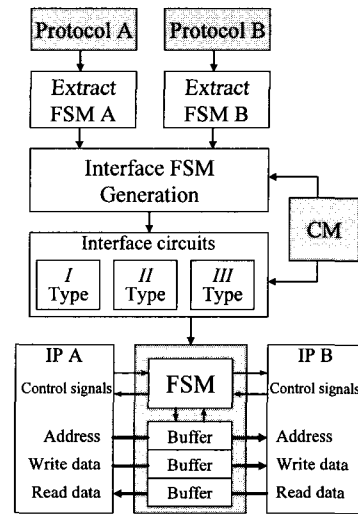 Protocol A
Protocol B
Extract
FSM A
Extract
FSM B
Interface FSM
Generation
CM
Interface circuits
I
Type
II
Type
III
Type
IP A
Control signals
Address
Write data
Read data
FSM
Buffer
Buffer
Buffer
IP B
Control signals
Address
Write data
Read data